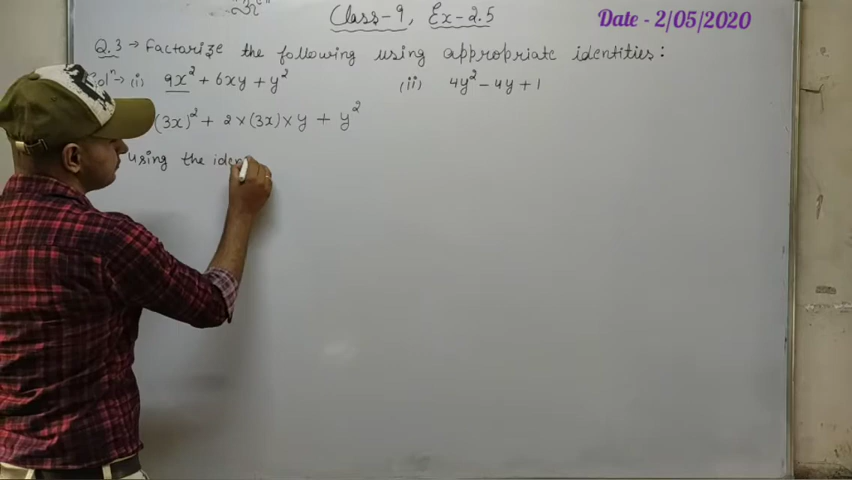 Class-9, Ex-2.5
Date - 2/05/2020
Q.3 → Factorize the following using appropriate identities:
Solⁿ→ (i) 9x² + 6xy + y² (ii) 4y² - 4y + 1
(3x)² + 2×(3x)×y + y²
using the iden